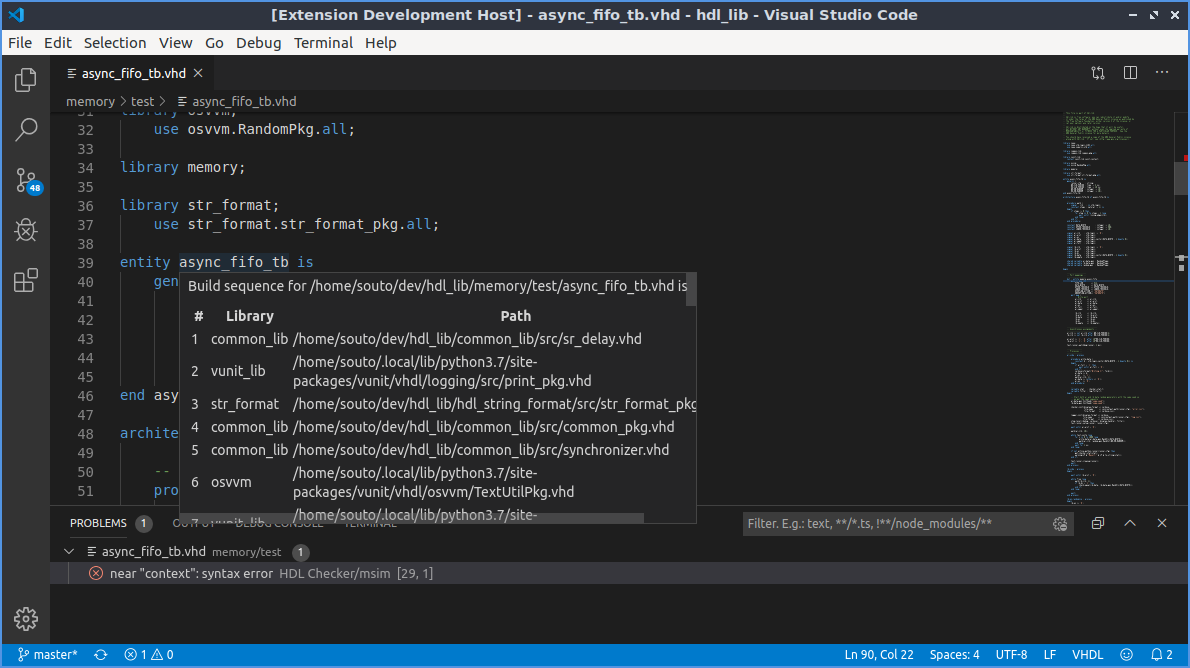 [Extension Development Host] - async_fifo_tb.vhd - hdl_lib - Visual Studio Code
File Edit Selection View Go Debug Terminal Help
async_fifo_tb.vhd
memory > test > async_fifo_tb.vhd
31 library osvvm;
32 use osvvm.RandomPkg.all;
33
34 library memory;
35
36 library str_format;
37 use str_format.str_format_pkg.all;
38
39 entity async_fifo_tb is
40 gen
41
42
43
44
45
46 end asy
47
48 archite
49
50 --
51 pro
48
Build sequence for /home/souto/dev/hdl_lib/memory/test/async_fifo_tb.vhd is
# Library Path
1 common_lib /home/souto/dev/hdl_lib/common_lib/src/sr_delay.vhd
2 vunit_lib /home/souto/.local/lib/python3.7/site-
packages/vunit/vhdl/logging/src/print_pkg.vhd
3 str_format /home/souto/dev/hdl_lib/hdl_string_format/src/str_format_pkg
4 common_lib /home/souto/dev/hdl_lib/common_lib/src/common_pkg.vhd
5 common_lib /home/souto/dev/hdl_lib/common_lib/src/synchronizer.vhd
6 osvvm /home/souto/.local/lib/python3.7/site-
packages/vunit/vhdl/osvvm/TextUtilPkg.vhd
/home/souto/.local/lib/python3.7/site-
7 vunit_lib
PROBLEMS 1 DEBUG CONSOLE TERMINAL Filter. E.g.: text, **/*.ts, !**/node_modules/**
async_fifo_tb.vhd memory/test 1
near "context": syntax error HDL Checker/msim [29, 1]
master* 1 0 Ln 90, Col 22 Spaces: 4 UTF-8 LF VHDL 2